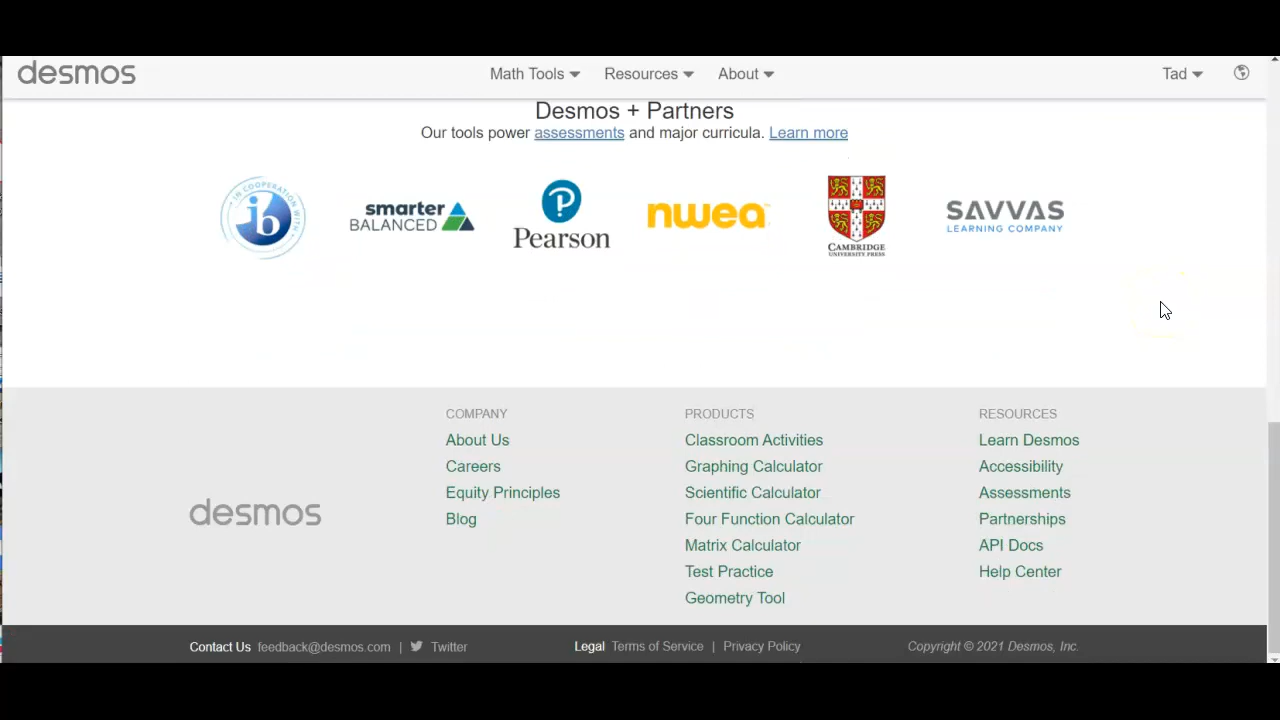 desmos
Math Tools Resources About Tad
Desmos + Partners
Our tools power assessments and major curricula. Learn more
IN COOPERATION WITH
ib
smarter
BALANCED
Pearson
nwea
CAMBRIDGE
UNIVERSITY PRESS
SAVVAS
LEARNING COMPANY
desmos
COMPANY
About Us
Careers
Equity Principles
Blog
PRODUCTS
Classroom Activities
Graphing Calculator
Scientific Calculator
Four Function Calculator
Matrix Calculator
Test Practice
Geometry Tool
RESOURCES
Learn Desmos
Accessibility
Assessments
Partnerships
API Docs
Help Center
Contact Us feedback@desmos.com | Twitter
Legal Terms of Service | Privacy Policy
Copyright © 2021 Desmos, Inc.